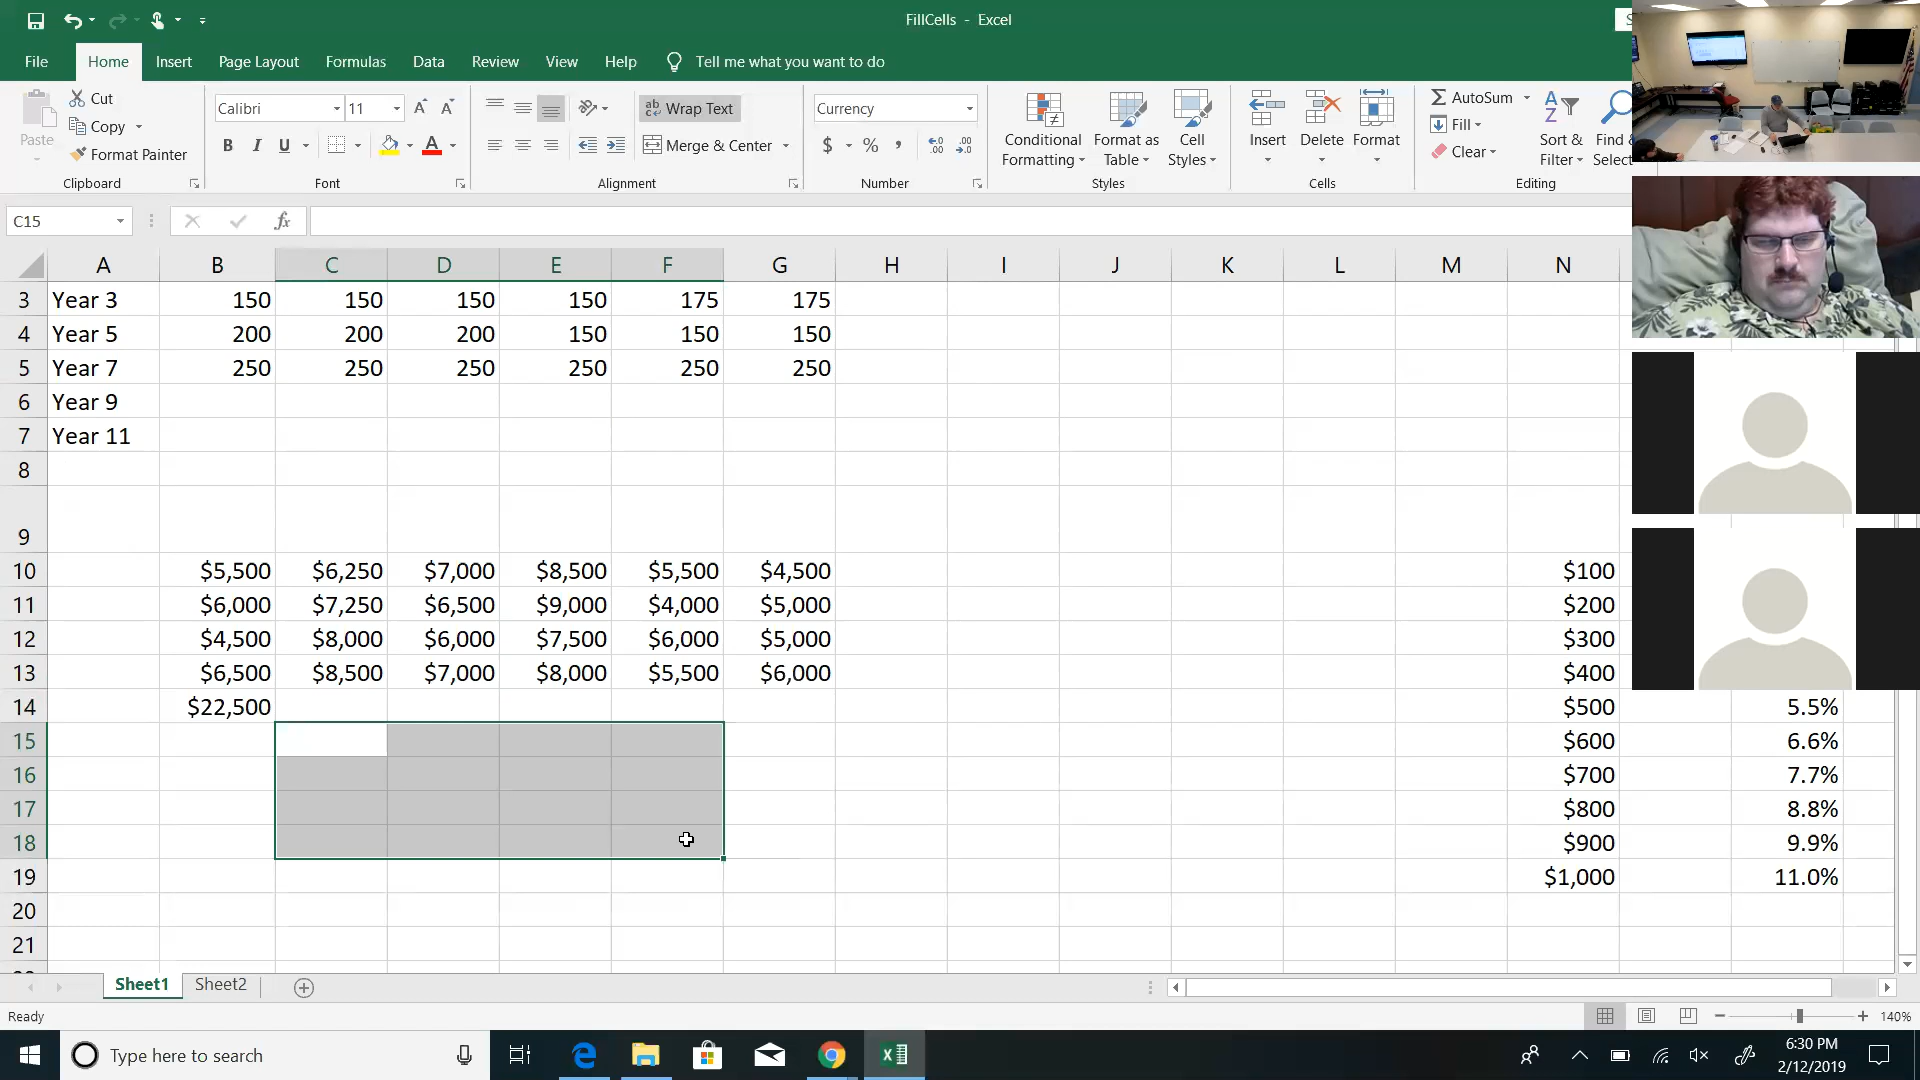 FillCells - Excel
S
File Home Insert Page Layout Formulas Data Review View Help Tell me what you want to do
Paste
Cut
Copy
Format Painter
Clipboard
Calibri 11
B I U
Font
Wrap Text
Merge & Center
Alignment
Currency
$ % ,
Number
Conditional Formatting
Format as Table
Cell Styles
Styles
Insert
Delete
Format
Cells
AutoSum
Fill
Clear
Sort & Filter
Find & Select
Editing
C15 fx
A B C D E F G H I J K L M N
3 Year 3 150 150 150 150 175 175
4 Year 5 200 200 200 150 150 150
5 Year 7 250 250 250 250 250 250
6 Year 9
7 Year 11
8
9
10 $5,500 $6,250 $7,000 $8,500 $5,500 $4,500 $100
11 $6,000 $7,250 $6,500 $9,000 $4,000 $5,000 $200
12 $4,500 $8,000 $6,000 $7,500 $6,000 $5,000 $300
13 $6,500 $8,500 $7,000 $8,000 $5,500 $6,000 $400
14 $22,500 $500 5.5%
15 $600 6.6%
16 $700 7.7%
17 $800 8.8%
18 $900 9.9%
19 $1,000 11.0%
20
21
Sheet1 Sheet2
Ready 140%
Type here to search
6:30 PM
2/12/2019